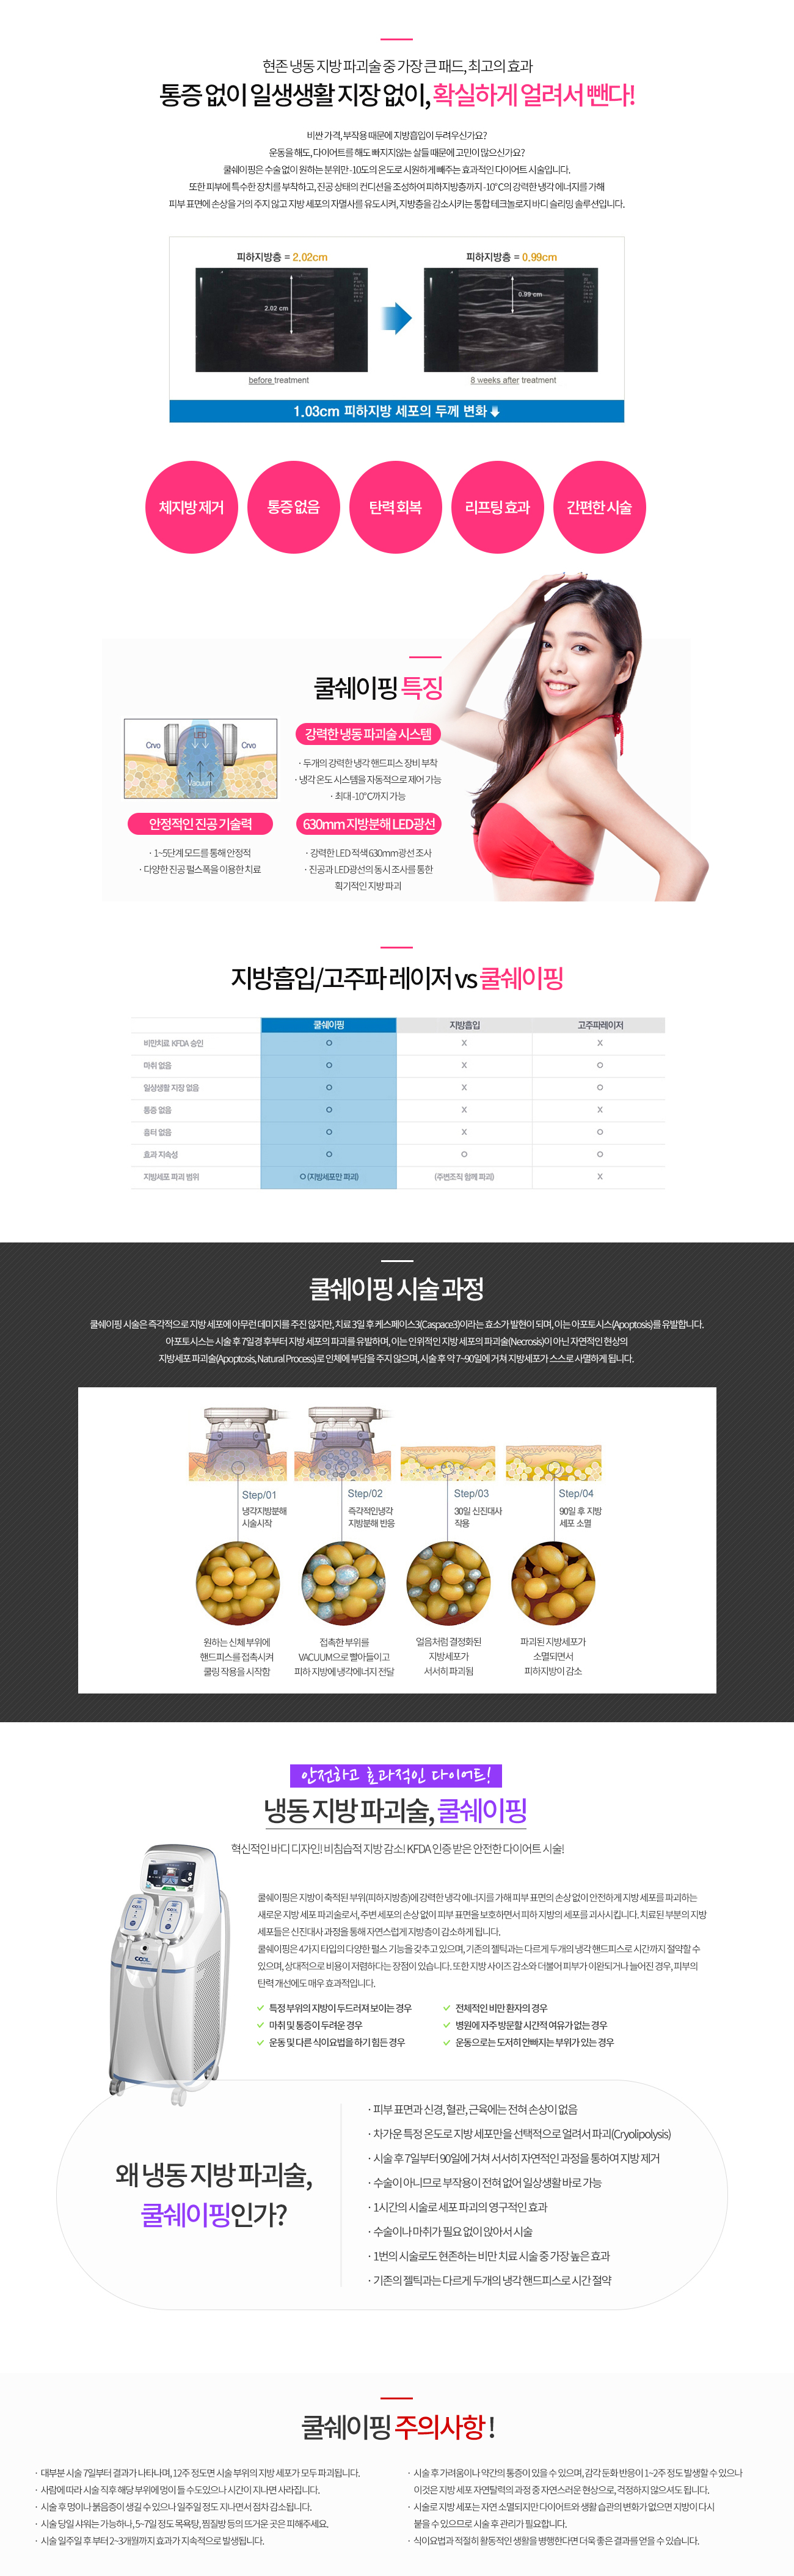 현존 냉동 지방 파괴술 중 가장 큰 패드, 최고의 효과
통증 없이 일생생활 지장 없이, 확실하게 얼려서 뺀다!
비싼 가격, 부작용 때문에 지방흡입이 두려우신가요?
운동을 해도, 다이어트를 해도 빠지지않는 살들 때문에 고민이 많으신가요?
쿨쉐이핑은 수술 없이 원하는 분위만 -10도의 온도로 시원하게 빼주는 효과적인 다이어트 시술입니다.
또한 피부에 특수한 장치를 부착하고, 진공 상태의 컨디션을 조성하여 피하지방층까지 -10°C의 강력한 냉각 에너지를 가해
피부 표면에 손상을 거의 주지 않고 지방 세포의 자멸사를 유도시켜, 지방층을 감소시키는 통합 테크놀로지 바디 슬리밍 솔루션입니다.
피하지방층 = 2.02cm
피하지방층 = 0.99cm
2.02 cm
0.99 cm
before treatment
8 weeks after treatment
1.03cm 피하지방 세포의 두께 변화
체지방 제거
통증 없음
탄력 회복
리프팅 효과
간편한 시술
쿨쉐이핑 특징
LED
Cryo
Cryo
Vacuum
강력한 냉동 파괴술 시스템
· 두개의 강력한 냉각 핸드피스 장비 부착
· 냉각 온도 시스템을 자동적으로 제어 가능
· 최대 -10°C까지 가능
안정적인 진공 기술력
· 1~5단계 모드를 통해 안정적
· 다양한 진공 펄스폭을 이용한 치료
630mm 지방분해 LED광선
· 강력한 LED 적색 630mm광선 조사
· 진공과 LED광선의 동시 조사를 통한
획기적인 지방 파괴
지방흡입/고주파 레이저 vs 쿨쉐이핑
쿨쉐이핑 지방흡입 고주파레이저
비만치료 KFDA 승인 O X X
마취 없음 O X O
일상생활 지장 없음 O X O
통증 없음 O X X
흉터 없음 O X O
효과 지속성 O O O
지방세포 파괴 범위 O (지방세포만 파괴) (주변조직 함께 파괴) X
쿨쉐이핑 시술 과정
쿨쉐이핑 시술은 즉각적으로 지방 세포에 아무런 데미지를 주진 않지만, 치료 3일 후 케스페이스3(Caspace3)이라는 효소가 발현이 되며, 이는 아포토시스(Apoptosis)를 유발합니다.
아포토시스는 시술 후 7일경 후부터 지방 세포의 파괴를 유발하며, 이는 인위적인 지방 세포의 파괴술(Necrosis)이 아닌 자연적인 현상의
지방세포 파괴술(Apoptosis, Natural Process)로 인체에 부담을 주지 않으며, 시술 후 약 7~90일에 거쳐 지방세포가 스스로 사멸하게 됩니다.
Step/01
냉각지방분해
시술시작
Step/02
즉각적인냉각
지방분해 반응
Step/03
30일 신진대사
작용
Step/04
90일 후 지방
세포 소멸
원하는 신체 부위에
핸드피스를 접촉시켜
쿨링 작용을 시작함
접촉한 부위를
VACUUM으로 빨아들이고
피하 지방에 냉각에너지 전달
얼음처럼 결정화된
지방세포가
서서히 파괴됨
파괴된 지방세포가
소멸되면서
피하지방이 감소
안전하고 효과적인 다이어트!
냉동 지방 파괴술, 쿨쉐이핑
혁신적인 바디 디자인! 비침습적 지방 감소! KFDA 인증 받은 안전한 다이어트 시술!
COOL
쿨쉐이핑은 지방이 축적된 부위(피하지방층)에 강력한 냉각 에너지를 가해 피부 표면의 손상 없이 안전하게 지방 세포를 파괴하는
새로운 지방 세포 파괴술로서, 주변 세포의 손상 없이 피부 표면을 보호하면서 피하 지방의 세포를 괴사시킵니다. 치료된 부분의 지방
세포들은 신진대사 과정을 통해 자연스럽게 지방층이 감소하게 됩니다.
쿨쉐이핑은 4가지 타입의 다양한 펄스 기능을 갖추고 있으며, 기존의 젤틱과는 다르게 두개의 냉각 핸드피스로 시간까지 절약할 수
있으며, 상대적으로 비용이 저렴하다는 장점이 있습니다. 또한 지방 사이즈 감소와 더불어 피부가 이완되거나 늘어진 경우, 피부의
탄력 개선에도 매우 효과적입니다.
특정 부위의 지방이 두드러져 보이는 경우
전체적인 비만 환자의 경우
마취 및 통증이 두려운 경우
병원에 자주 방문할 시간적 여유가 없는 경우
운동 및 다른 식이요법을 하기 힘든 경우
운동으로는 도저히 안빠지는 부위가 있는 경우
왜 냉동 지방 파괴술,
쿨쉐이핑인가?
· 피부 표면과 신경, 혈관, 근육에는 전혀 손상이 없음
· 차가운 특정 온도로 지방 세포만을 선택적으로 얼려서 파괴(Cryolipolysis)
· 시술 후 7일부터 90일에 거쳐 서서히 자연적인 과정을 통하여 지방 제거
· 수술이 아니므로 부작용이 전혀 없어 일상생활 바로 가능
· 1시간의 시술로 세포 파괴의 영구적인 효과
· 수술이나 마취가 필요 없이 앉아서 시술
· 1번의 시술로도 현존하는 비만 치료 시술 중 가장 높은 효과
· 기존의 젤틱과는 다르게 두개의 냉각 핸드피스로 시간 절약
쿨쉐이핑 주의사항 !
· 대부분 시술 7일부터 결과가 나타나며, 12주 정도면 시술 부위의 지방 세포가 모두 파괴됩니다.
· 사람에 따라 시술 직후 해당 부위에 멍이 들 수도있으나 시간이 지나면 사라집니다.
· 시술 후 멍이나 붉음증이 생길 수 있으나 일주일 정도 지나면서 점차 감소됩니다.
· 시술 당일 샤워는 가능하나, 5~7일 정도 목욕탕, 찜질방 등의 뜨거운 곳은 피해주세요.
· 시술 일주일 후 부터 2~3개월까지 효과가 지속적으로 발생됩니다.
· 시술 후 가려움이나 약간의 통증이 있을 수 있으며, 감각 둔화 반응이 1~2주 정도 발생할 수 있으나
이것은 지방 세포 자연탈력의 과정 중 자연스러운 현상으로, 걱정하지 않으셔도 됩니다.
· 시술로 지방 세포는 자연 소멸되지만 다이어트와 생활 습관의 변화가 없으면 지방이 다시
붙을 수 있으므로 시술 후 관리가 필요합니다.
· 식이요법과 적절히 활동적인 생활을 병행한다면 더욱 좋은 결과를 얻을 수 있습니다.